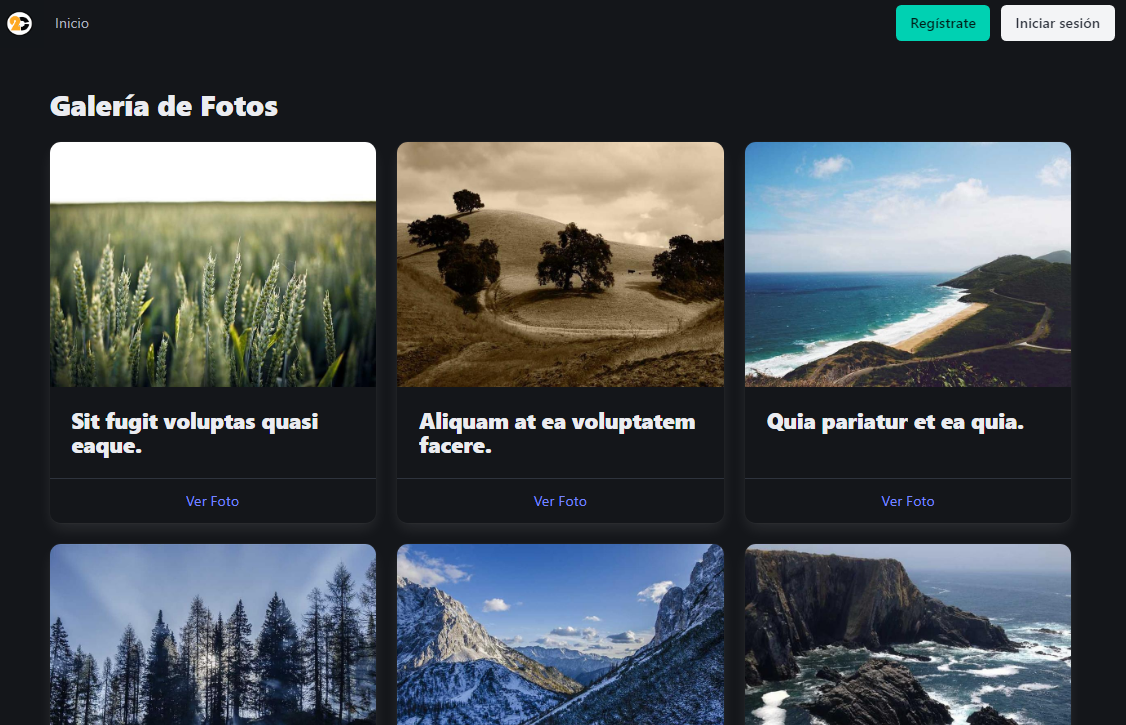 Inicio
Regístrate
Iniciar sesión
Galería de Fotos
Sit fugit voluptas quasi
eaque.
Aliquam at ea voluptatem
facere.
Quia pariatur et ea quia.
Ver Foto
Ver Foto
Ver Foto